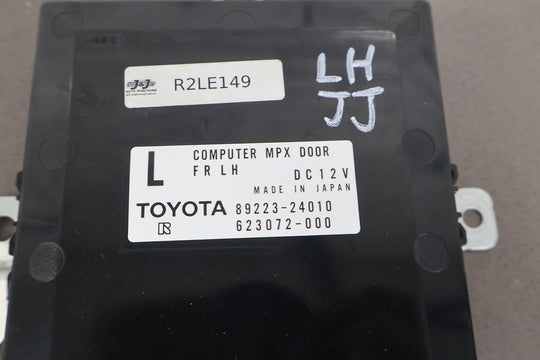 J&J
R2LE149
LH
JJ
L
COMPUTER MPX DOOR
FR LH DC12V
MADE IN JAPAN
TOYOTA 89223-24010
R 623072-000